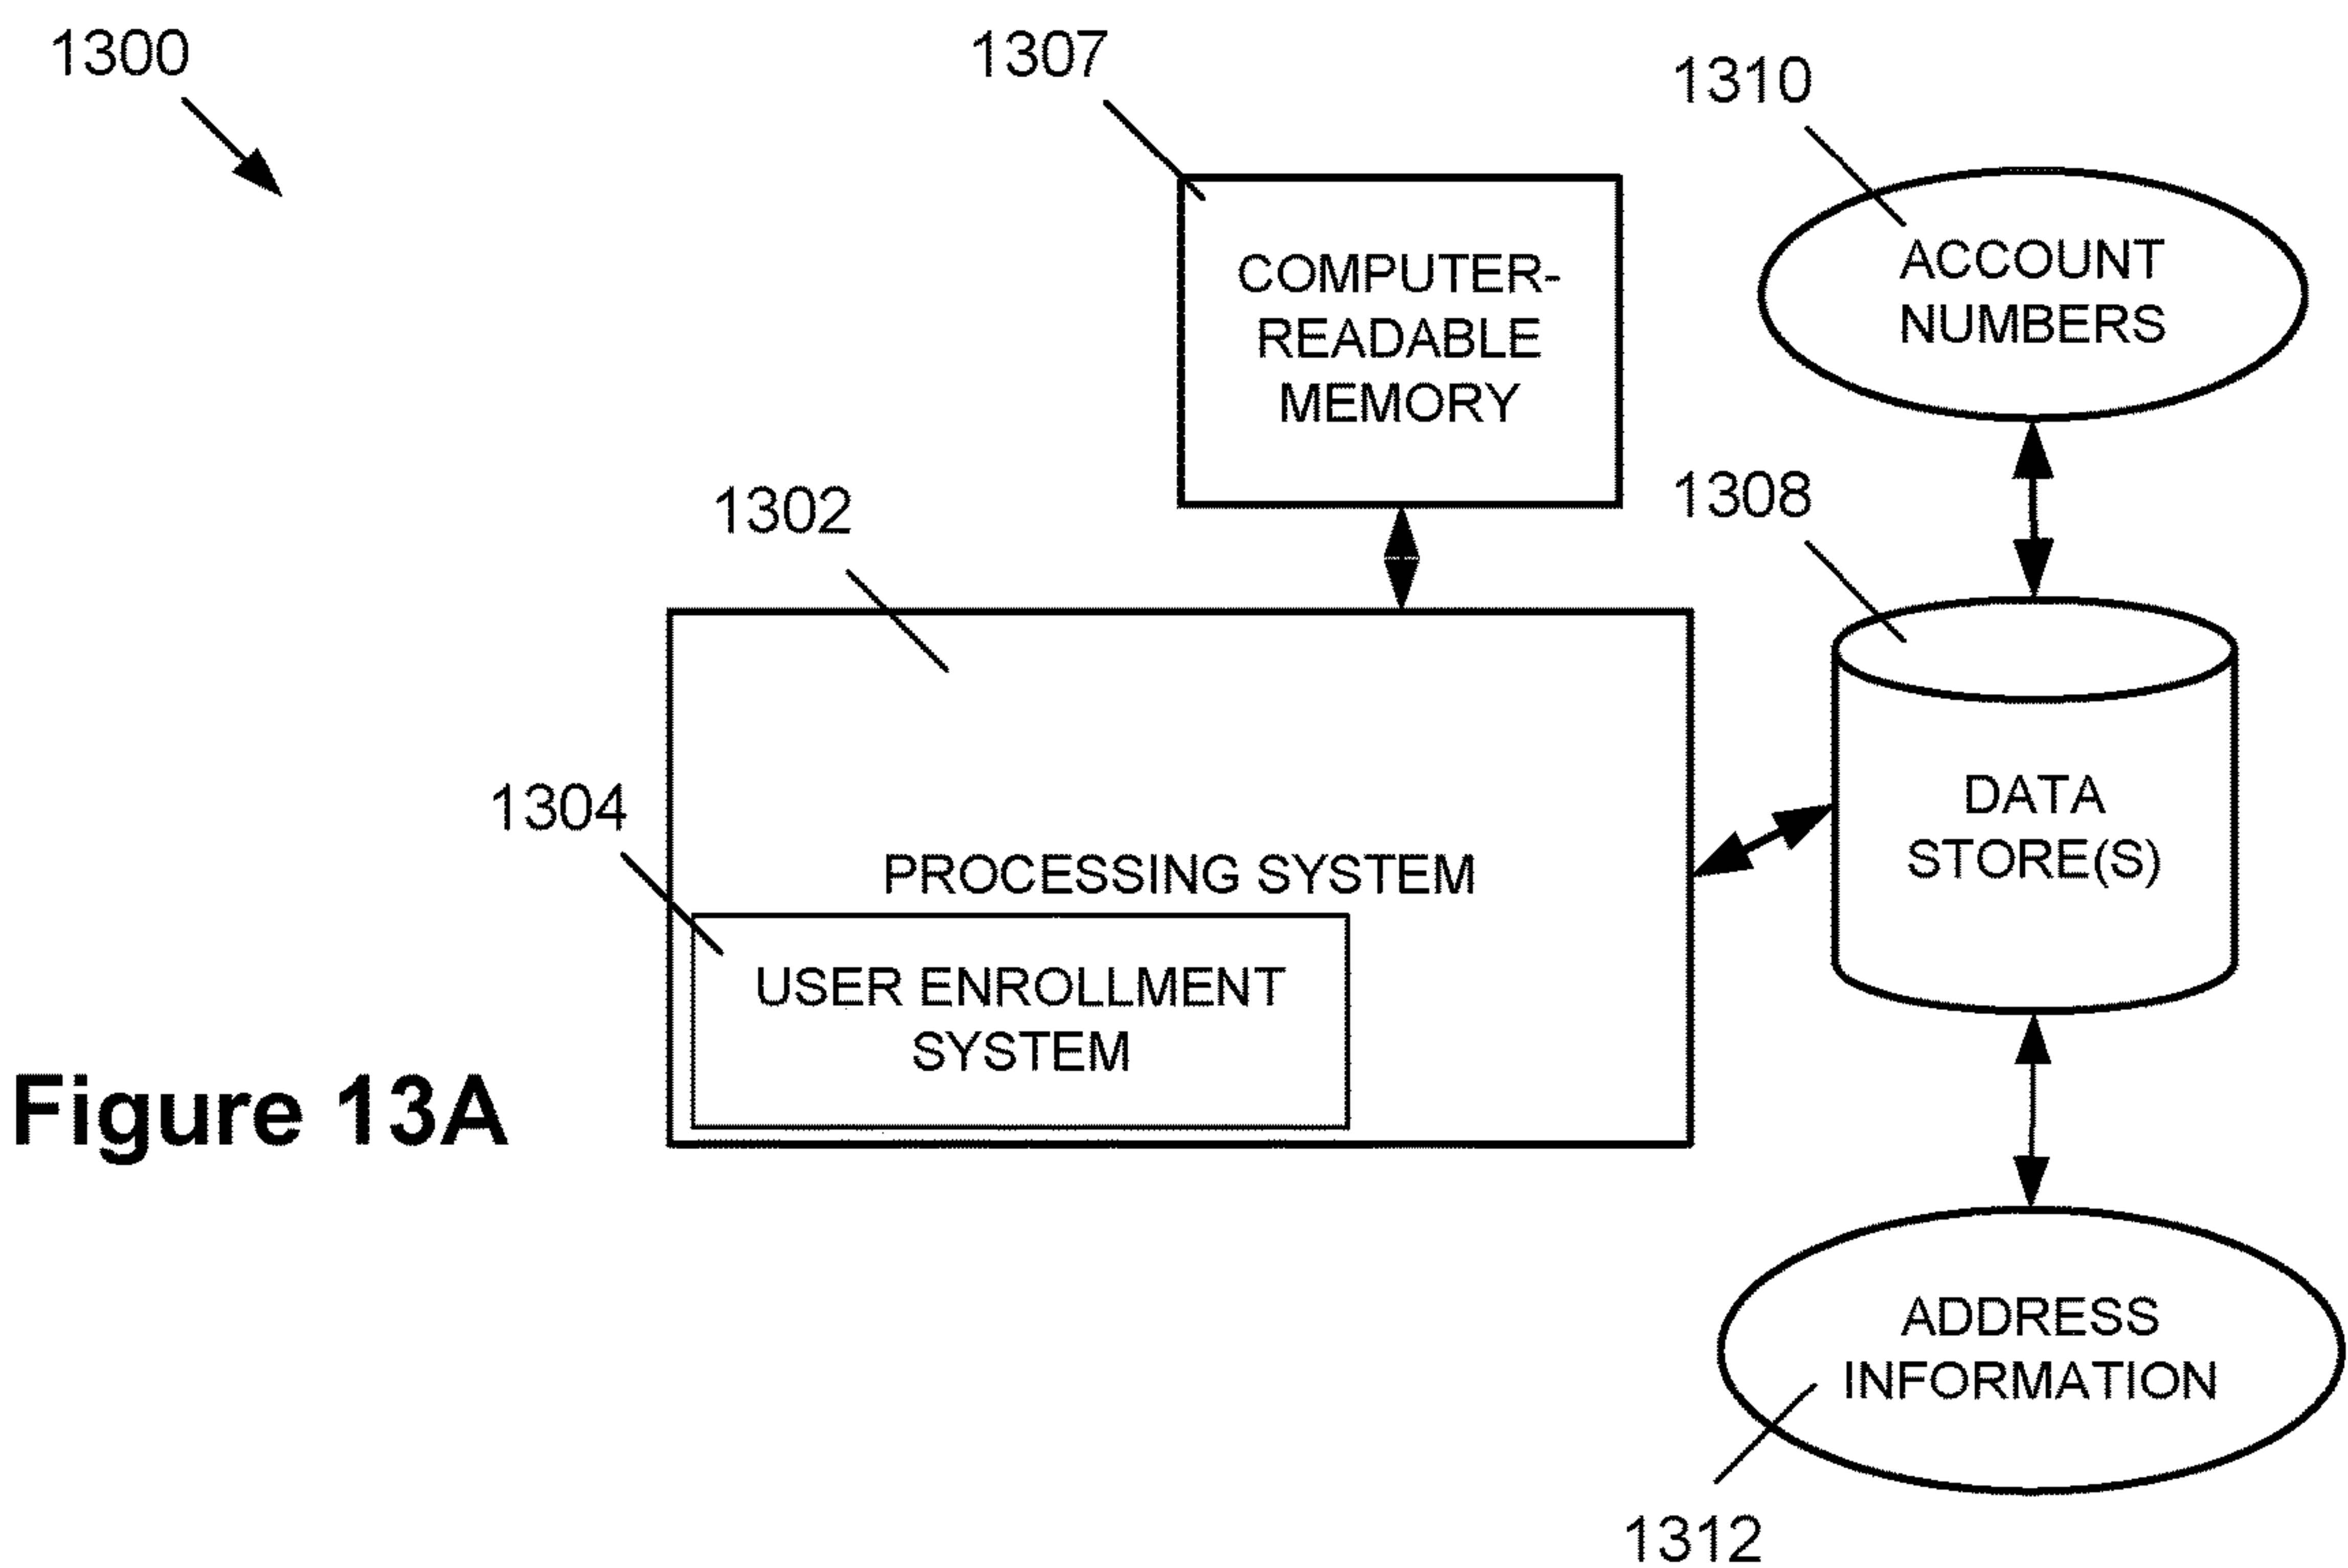 1300
1307
1310
COMPUTER-
READABLE
MEMORY
ACCOUNT
NUMBERS
1302
1308
1304
PROCESSING SYSTEM
DATA
STORE(S)
USER ENROLLMENT
SYSTEM
Figure 13A
ADDRESS
INFORMATION
1312